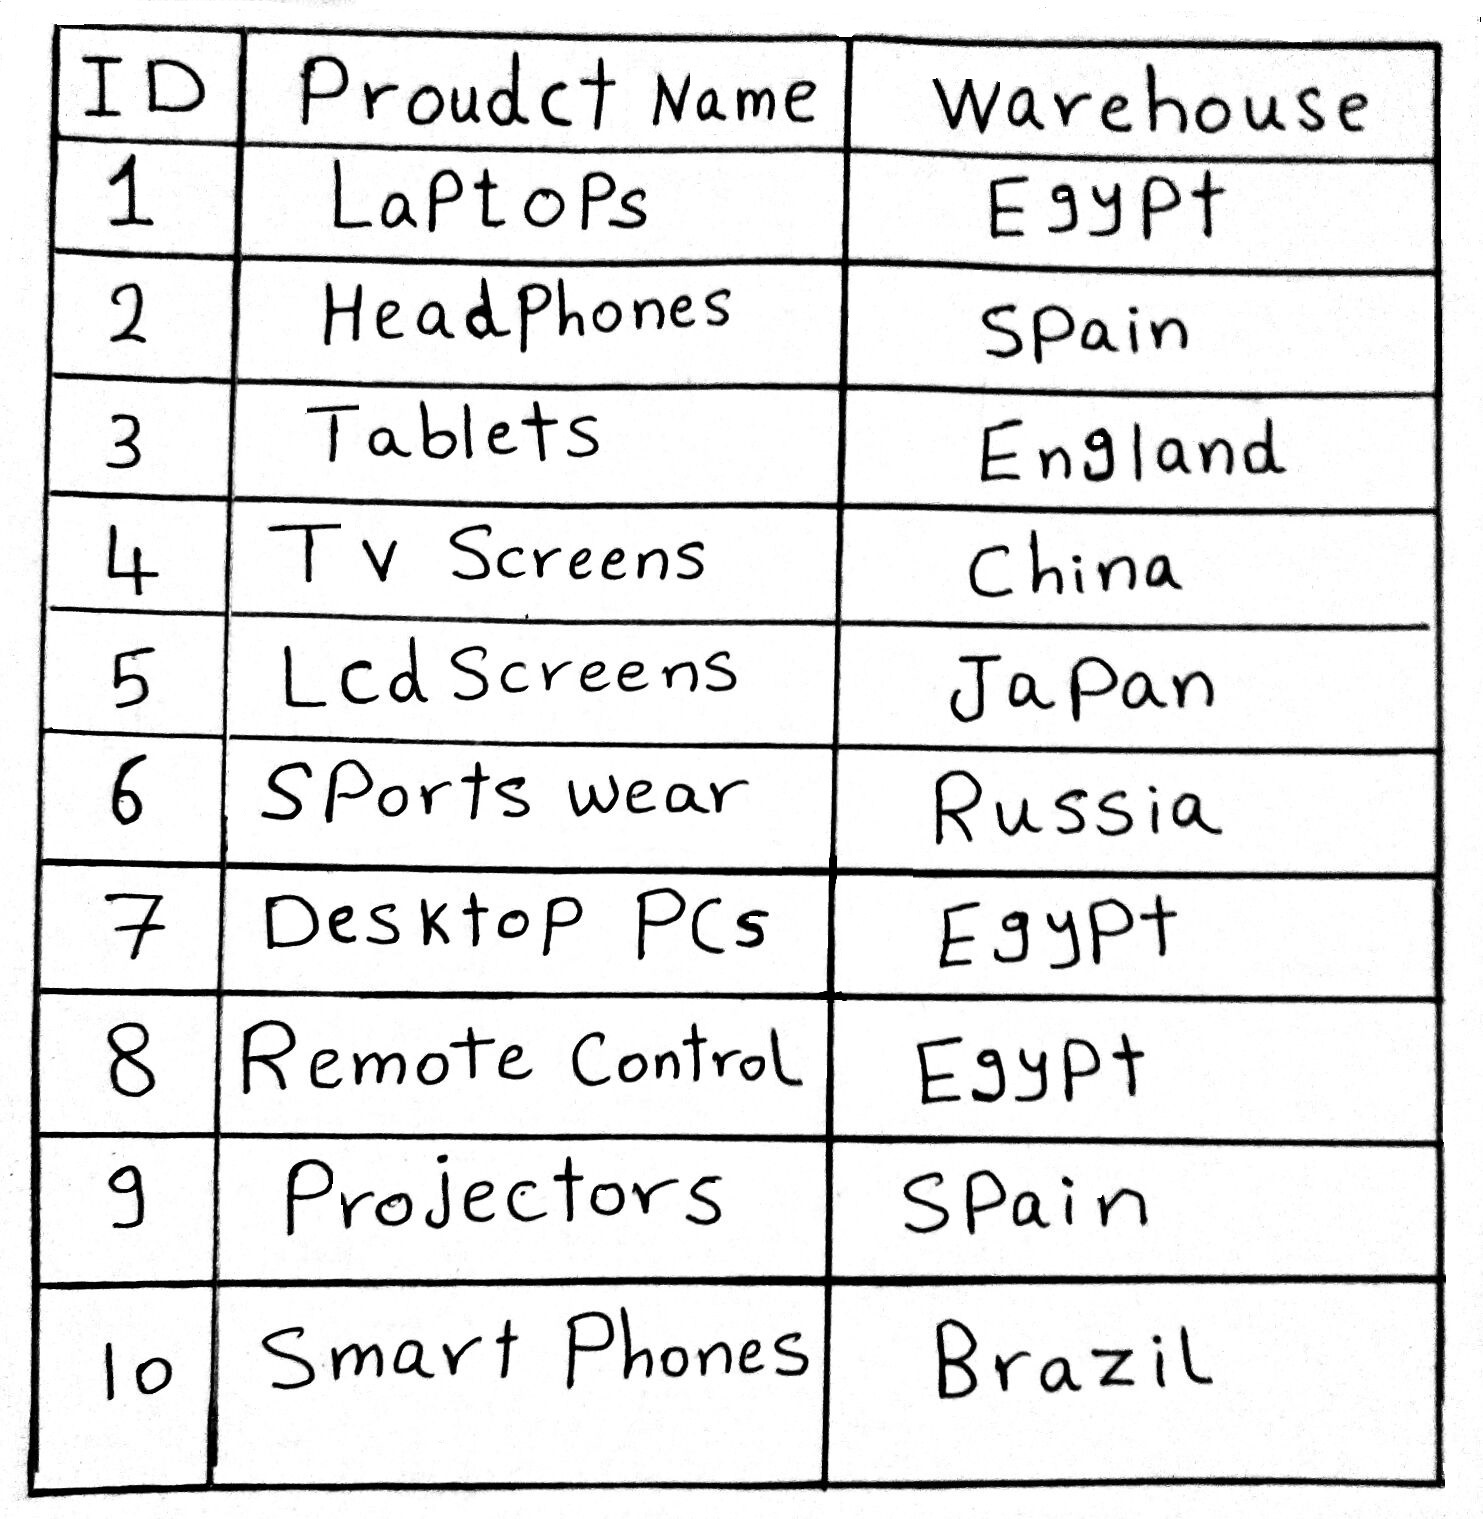 ID Proudct Name Warehouse
1 Laptops Egypt
2 Headphones Spain
3 Tablets England
4 Tv Screens China
5 Lcd Screens Japan
6 Sports wear Russia
7 Desktop PCs Egypt
8 Remote Control Egypt
9 Projectors Spain
10 Smart Phones Brazil